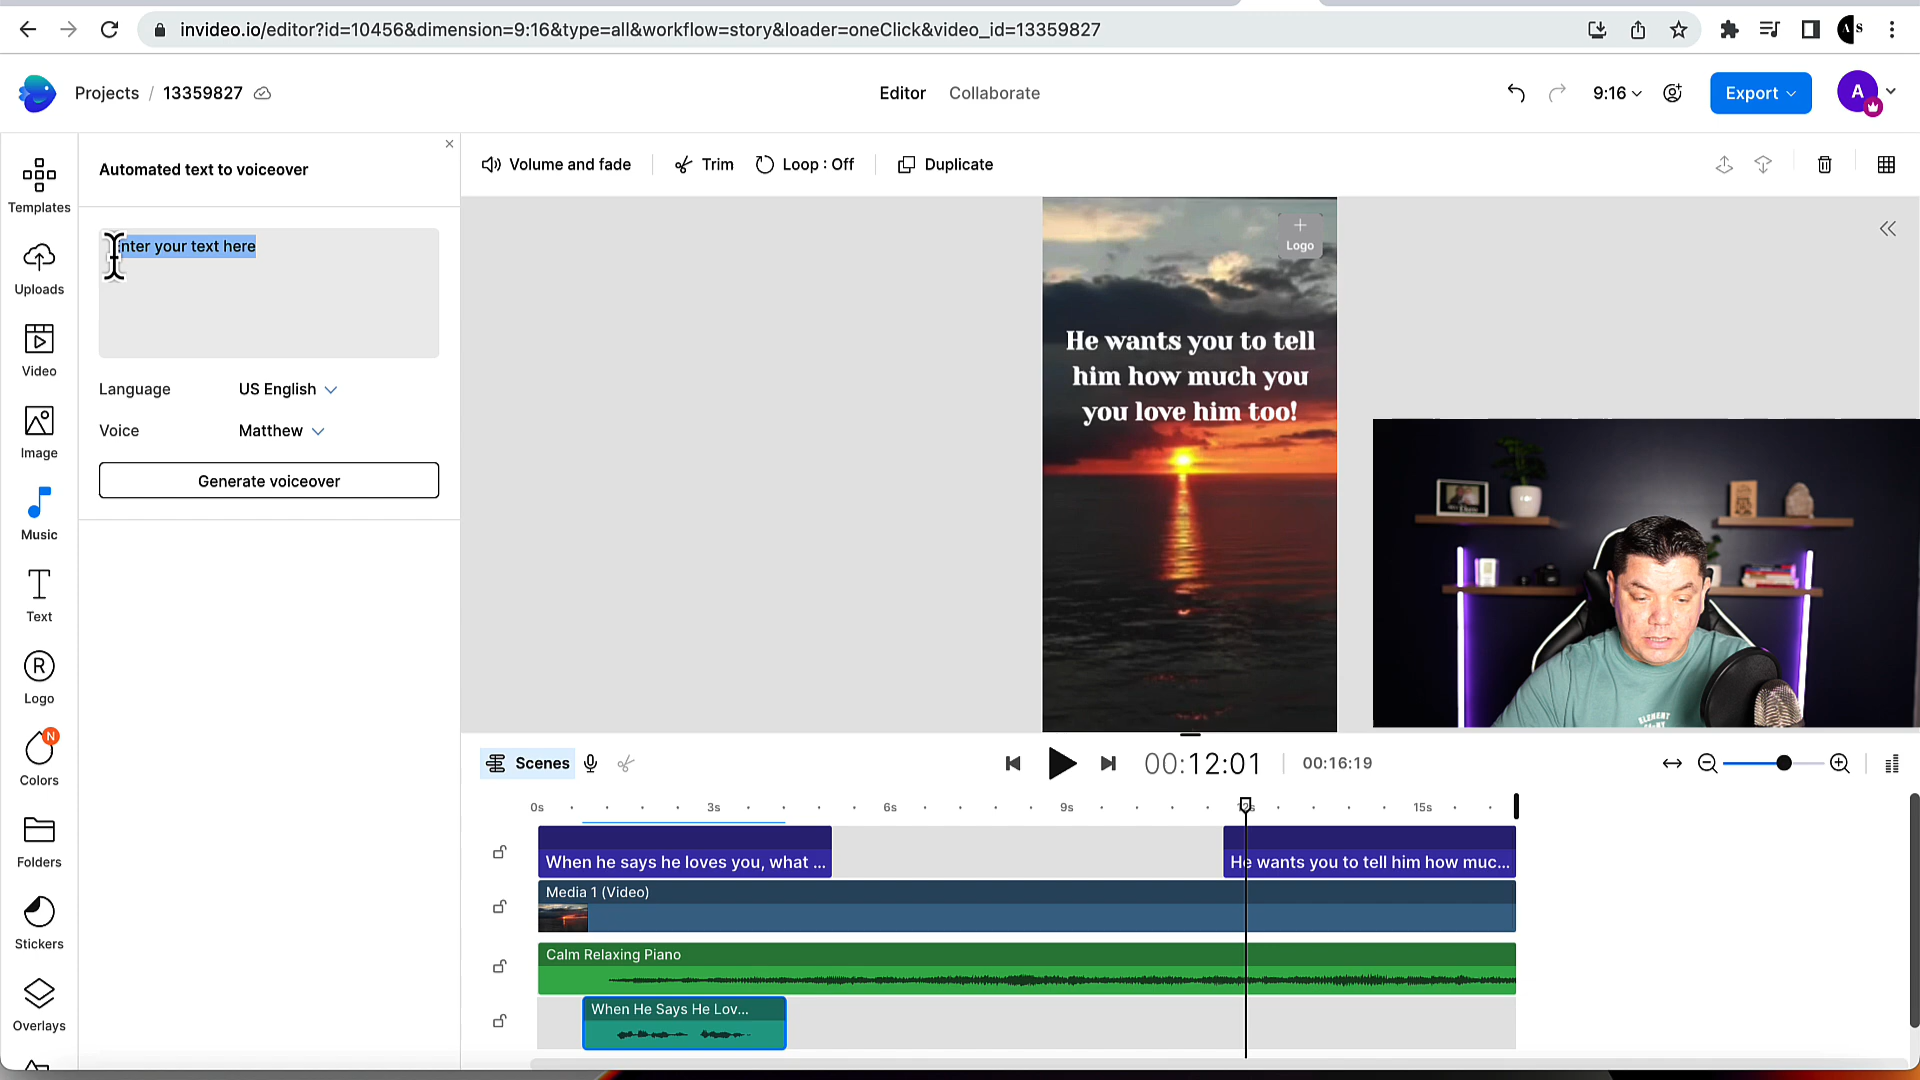 invideo.io/editor?id=10456&dimension=9:16&type=all&workflow=story&loader=oneClick&video_id=13359827
A S
Projects / 13359827
Editor
Collaborate
9:16
Export
A
Templates
Uploads
Video
Image
Music
Text
Logo
N
Colors
Folders
Stickers
Overlays
Automated text to voiceover
nter your text here
Language
US English
Voice
Matthew
Generate voiceover
Volume and fade
Trim
Loop : Off
Duplicate
+
Logo
He wants you to tell
him how much you
you love him too!
ELEMENT
Scenes
00:12:01
00:16:19
0s
3s
6s
9s
15s
When he says he loves you, what ...
He wants you to tell him how muc...
Media 1 (Video)
Calm Relaxing Piano
When He Says He Lov...